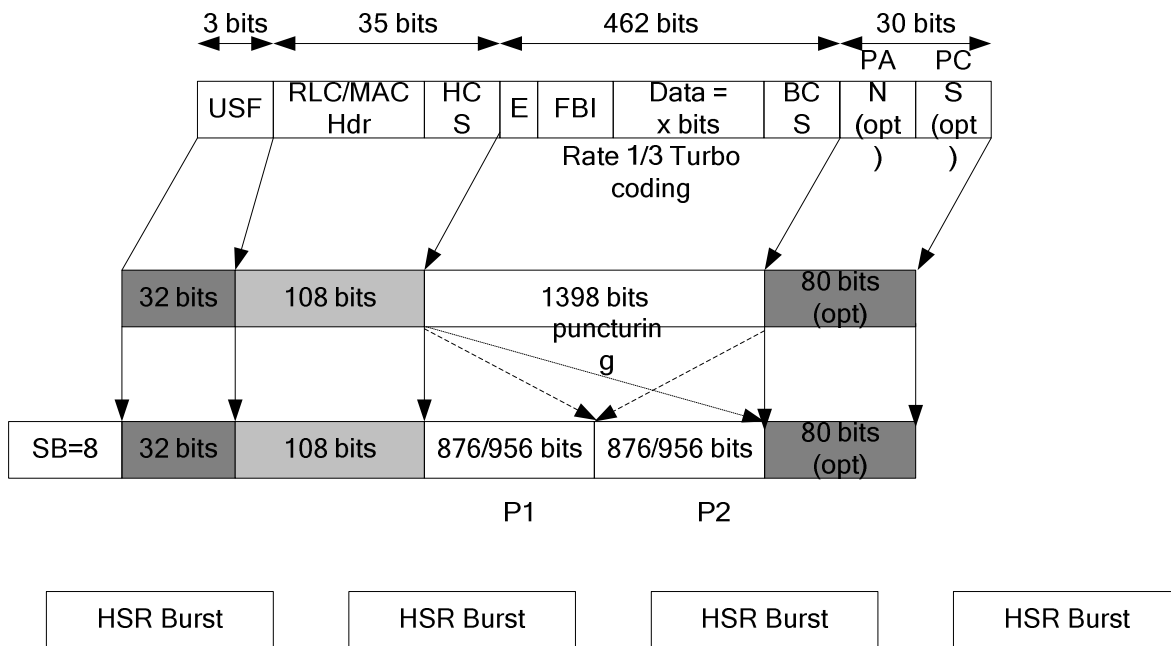 3 bits
35 bits
462 bits
30 bits
USF
RLC/MAC
Hdr
HC
S
E
FBI
Data =
x bits
BC
S
PA
N
(opt
)
PC
S
(opt
)
Rate 1/3 Turbo
coding
32 bits
108 bits
1398 bits
80 bits
(opt)
puncturin
g
SB=8
32 bits
108 bits
876/956 bits
876/956 bits
80 bits
(opt)
P1
P2
HSR Burst
HSR Burst
HSR Burst
HSR Burst